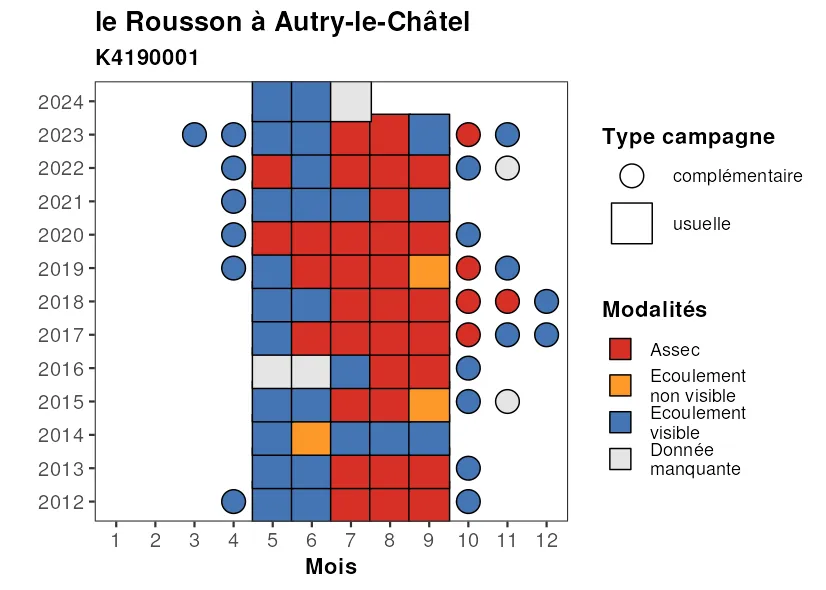 le Rousson à Autry-le-Châtel
K4190001
2024
2023
2022
2021
2020
2019
2018
2017
2016
2015
2014
2013
2012
1 2 3 4 5 6 7 8 9 10 11 12
Mois
Type campagne
complémentaire
usuelle
Modalités
Assec
Ecoulement
non visible
Ecoulement
visible
Donnée
manquante